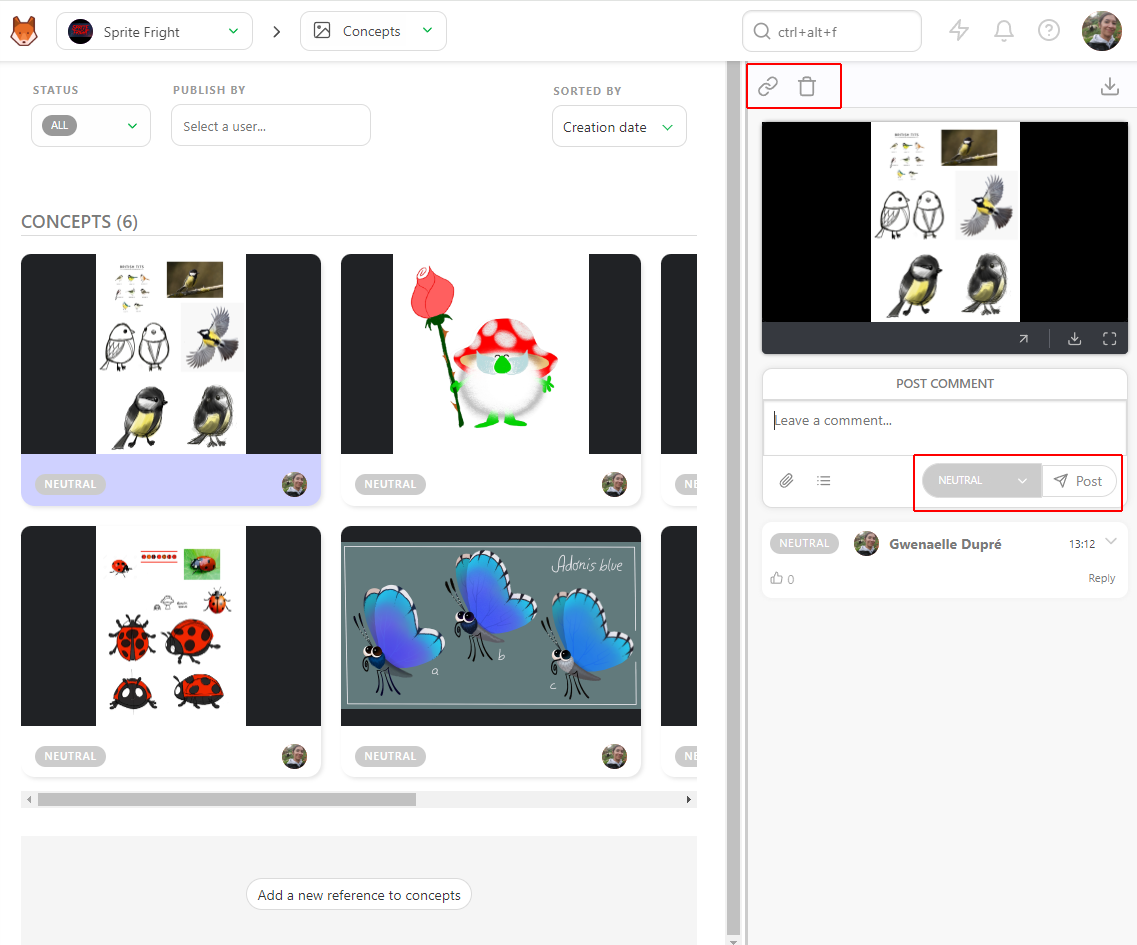 Sprite Fright
Concepts
ctrl+alt+f
STATUS
PUBLISH BY
SORTED BY
ALL
Select a user...
Creation date
CONCEPTS (6)
BRITISH TITS
NEUTRAL
NEUTRAL
NE
Adonis blue
a
b
c
NEUTRAL
NEUTRAL
NE
Add a new reference to concepts
BRITISH TITS
POST COMMENT
Leave a comment...
NEUTRAL
Post
NEUTRAL
Gwenaelle Dupré
13:12
0
Reply